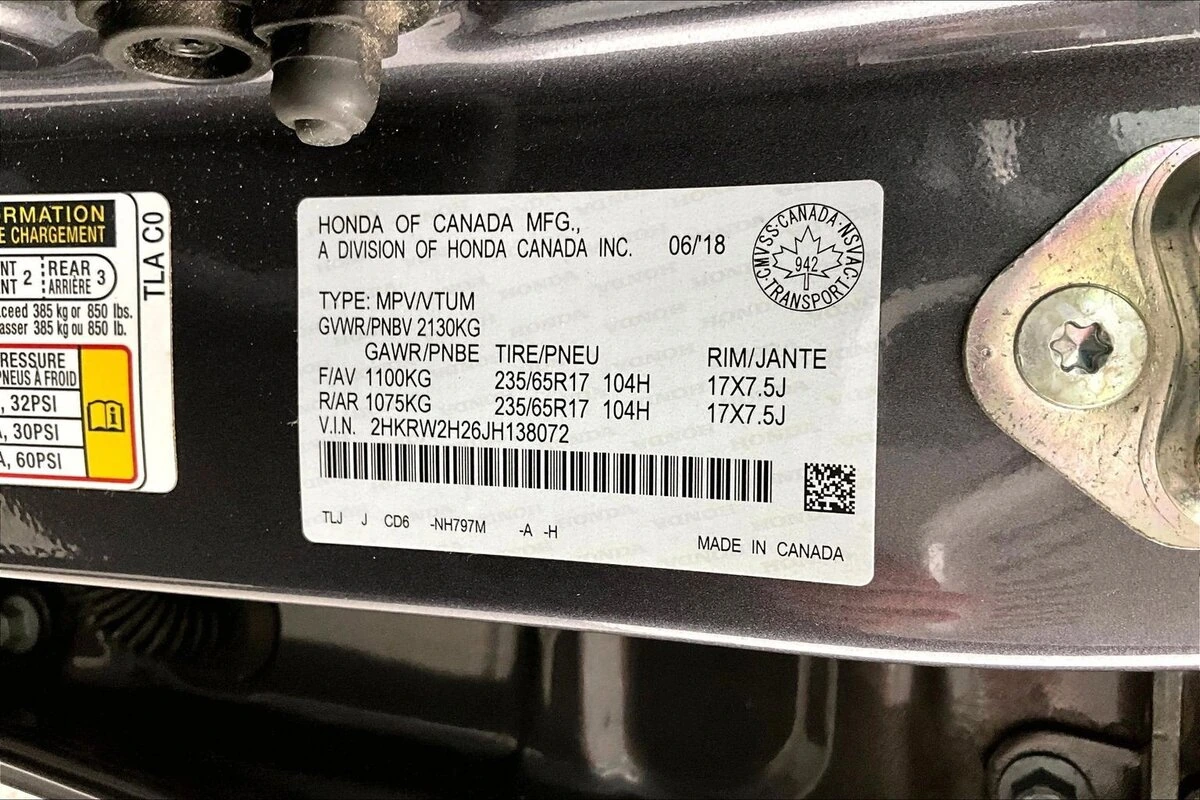 ORMATION
E CHARGEMENT
NT 2 REAR 3
NT ARRIÈRE
ceed 385 kg or 850 lbs.
asser 385 kg ou 850 lb.
RESSURE
PNEUS À FROID
, 32PSI
A, 30PSI
A, 60PSI
TLA C0
HONDA OF CANADA MFG.,
A DIVISION OF HONDA CANADA INC. 06/'18
CMVSS CANADA NSVAC
942
TRANSPORT
TYPE: MPV/VTUM
GVWR/PNBV 2130KG
GAWR/PNBE TIRE/PNEU RIM/JANTE
F/AV 1100KG 235/65R17 104H 17X7.5J
R/AR 1075KG 235/65R17 104H 17X7.5J
V.I.N. 2HKRW2H26JH138072
TLJ J CD6 -NH797M -A -H
MADE IN CANADA